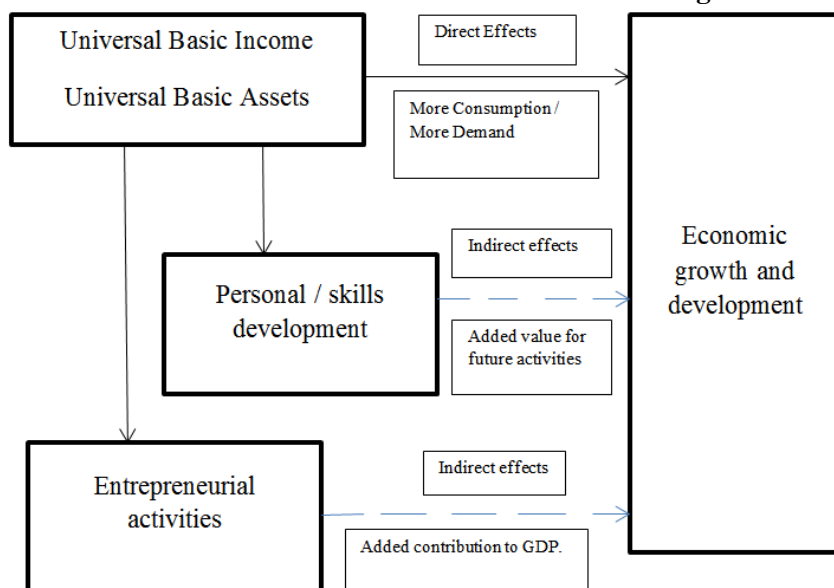 Universal Basic Income
Universal Basic Assets
Direct Effects
More Consumption /
More Demand
Personal / skills
development
Indirect effects
Added value for
future activities
Economic
growth and
development
Entrepreneurial
activities
Indirect effects
Added contribution to GDP.